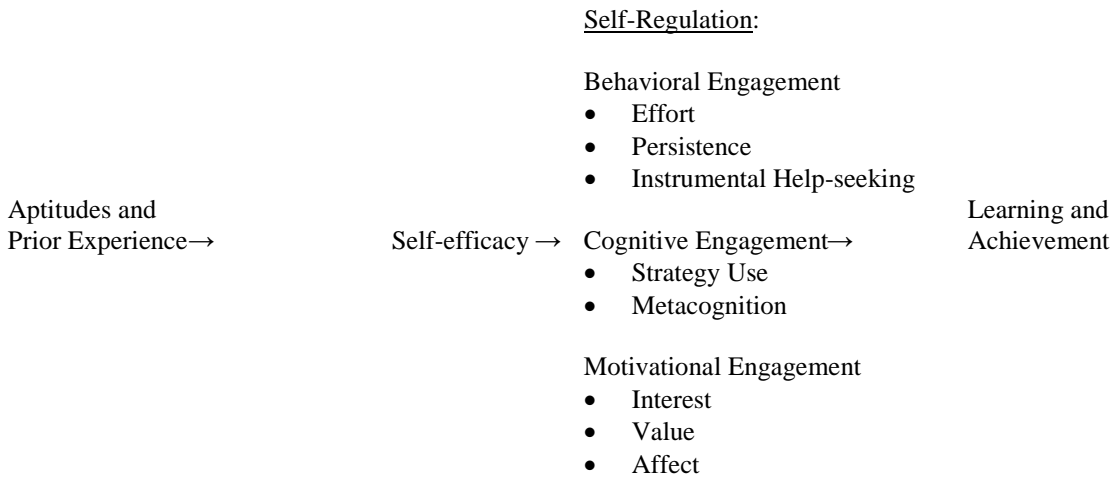 Self-Regulation:
Behavioral Engagement
• Effort
• Persistence
• Instrumental Help-seeking
Aptitudes and
Prior Experience→
Self-efficacy →
Cognitive Engagement→
• Strategy Use
• Metacognition
Learning and
Achievement
Motivational Engagement
• Interest
• Value
• Affect